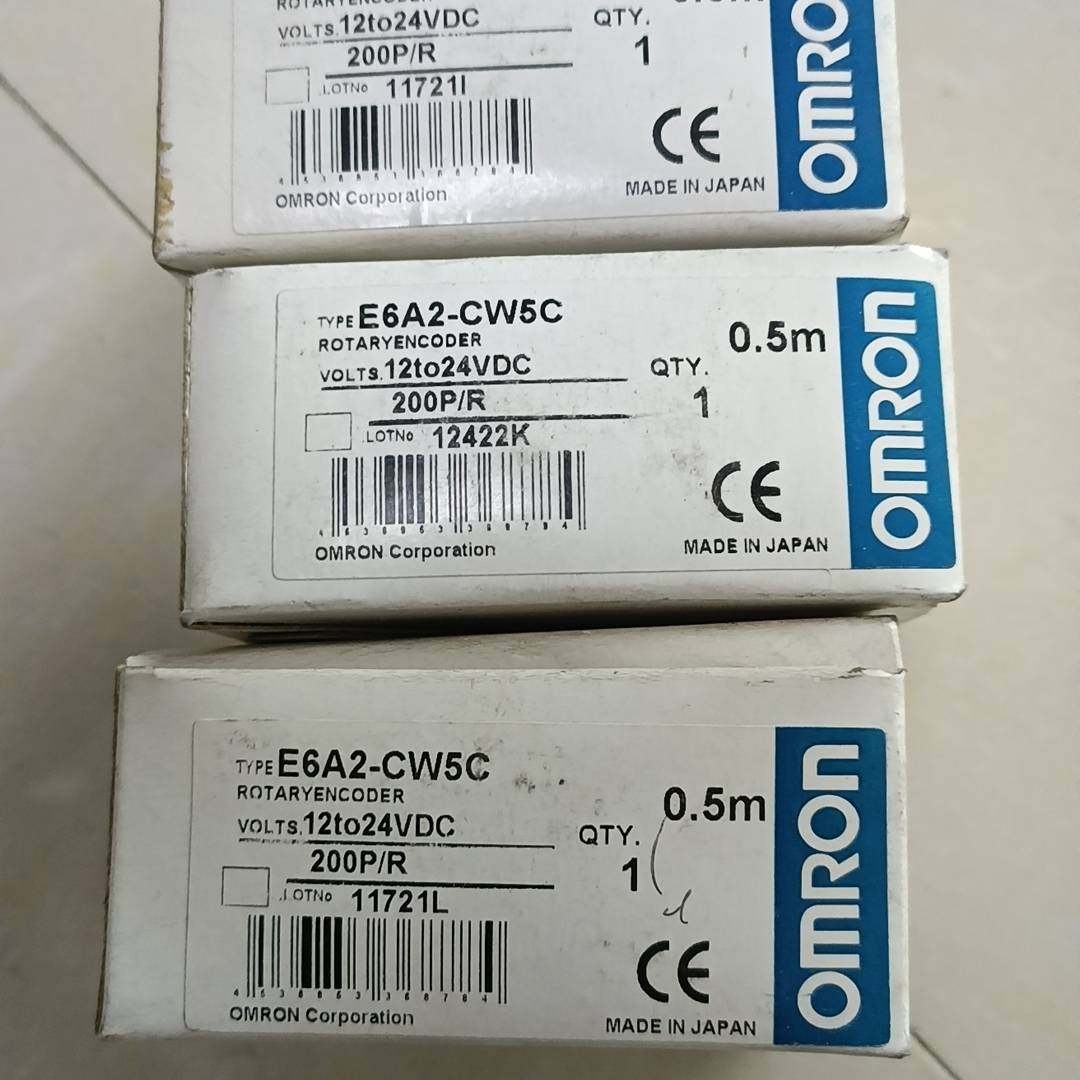 ROTARYENCODER
VOLTS. 12to24VDC
QTY.
200P/R
1
LOTNo 11721I
CE
OMRON Corporation
MADE IN JAPAN
OMRON
TYPE E6A2-CW5C
ROTARYENCODER
0.5m
VOLTS. 12to24VDC
QTY.
200P/R
1
LOTNo 12422K
CE
OMRON Corporation
MADE IN JAPAN
OMRON
TYPE E6A2-CW5C
ROTARYENCODER
0.5m
VOLTS. 12to24VDC
QTY.
200P/R
1
LOTNo 11721L
CE
OMRON Corporation
MADE IN JAPAN
OMRON